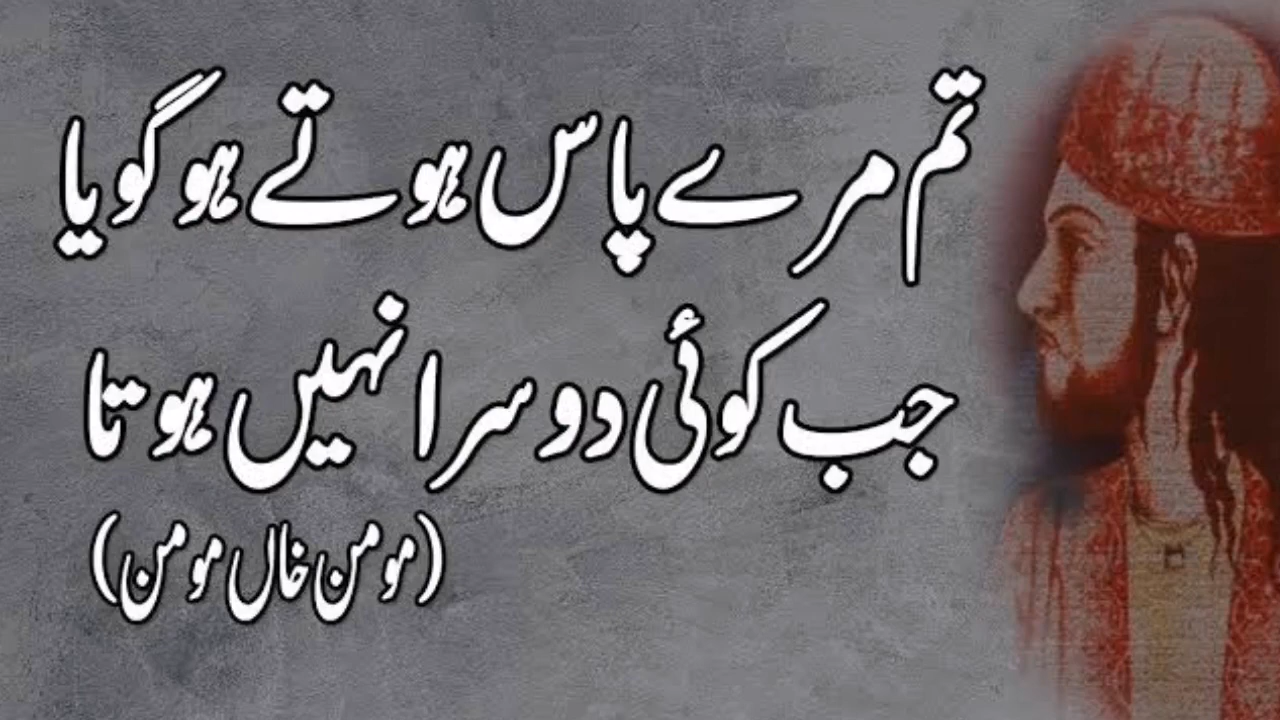 تم مرے پاس ہوتے ہو گویا
جب کوئی دوسرا نہیں ہوتا
(مومن خاں مومن)